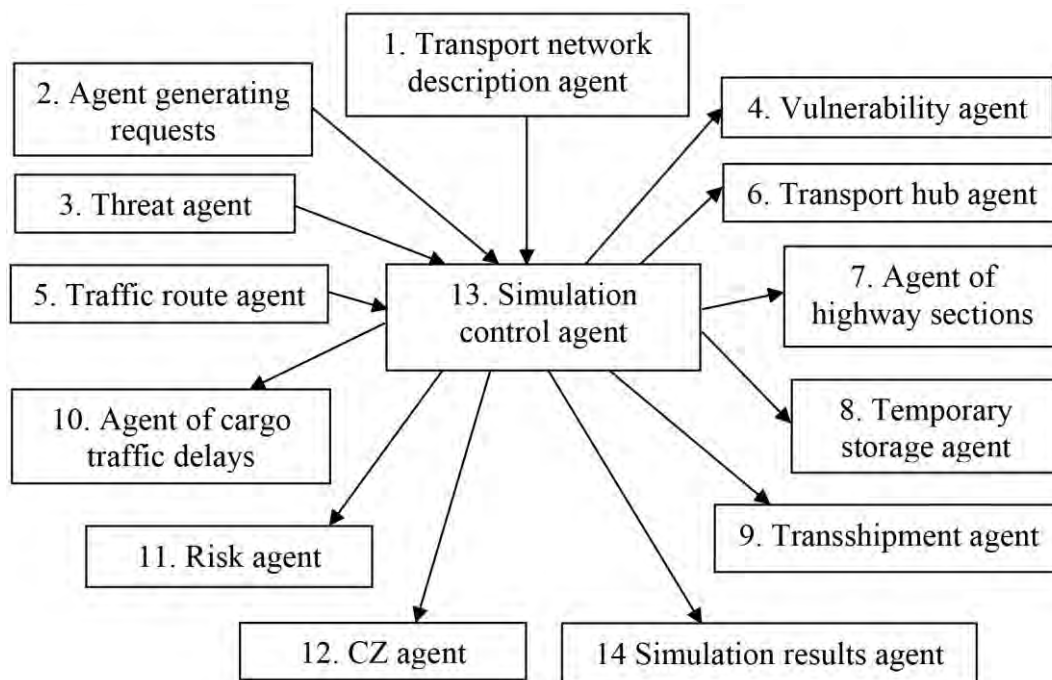 1. Transport network
description agent
2. Agent generating
requests
3. Threat agent
5. Traffic route agent
4. Vulnerability agent
6. Transport hub agent
7. Agent of
highway sections
13. Simulation
control agent
8. Temporary
storage agent
10. Agent of cargo
traffic delays
9. Transshipment agent
11. Risk agent
12. CZ agent
14 Simulation results agent